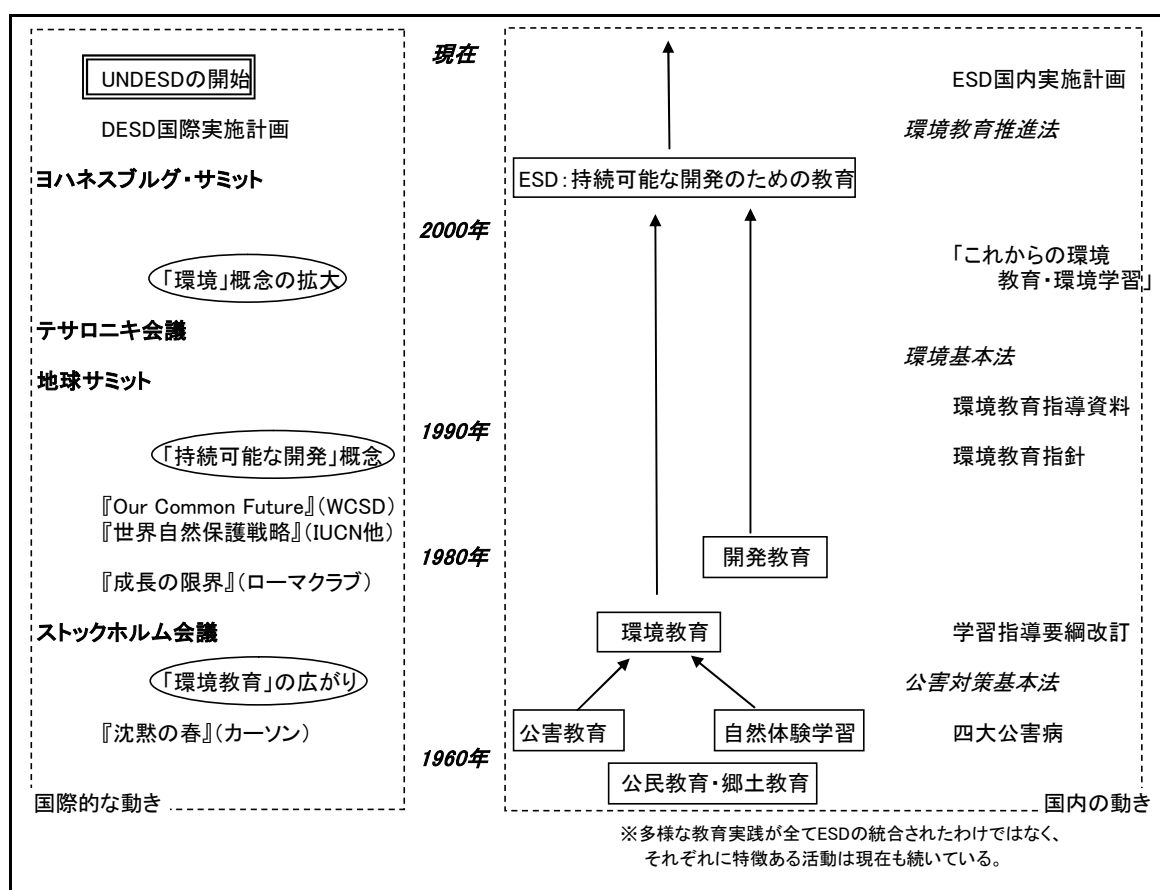 現在
UNDESDの開始
ESD国内実施計画
DESD国際実施計画
環境教育推進法
ヨハネスブルグ・サミット
ESD:持続可能な開発のための教育
2000年
「環境」概念の拡大
「これからの環境
教育・環境学習」
テサロニキ会議
環境基本法
地球サミット
環境教育指導資料
1990年
「持続可能な開発」概念
環境教育指針
『Our Common Future』(WCSD)
『世界自然保護戦略』(IUCN他)
1980年
開発教育
『成長の限界』(ローマクラブ)
ストックホルム会議
環境教育
学習指導要綱改訂
「環境教育」の広がり
公害対策基本法
『沈黙の春』(カーソン)
公害教育
自然体験学習
四大公害病
1960年
公民教育・郷土教育
国際的な動き
国内の動き
※多様な教育実践が全てESDの統合されたわけではなく、
それぞれに特徴ある活動は現在も続いている。